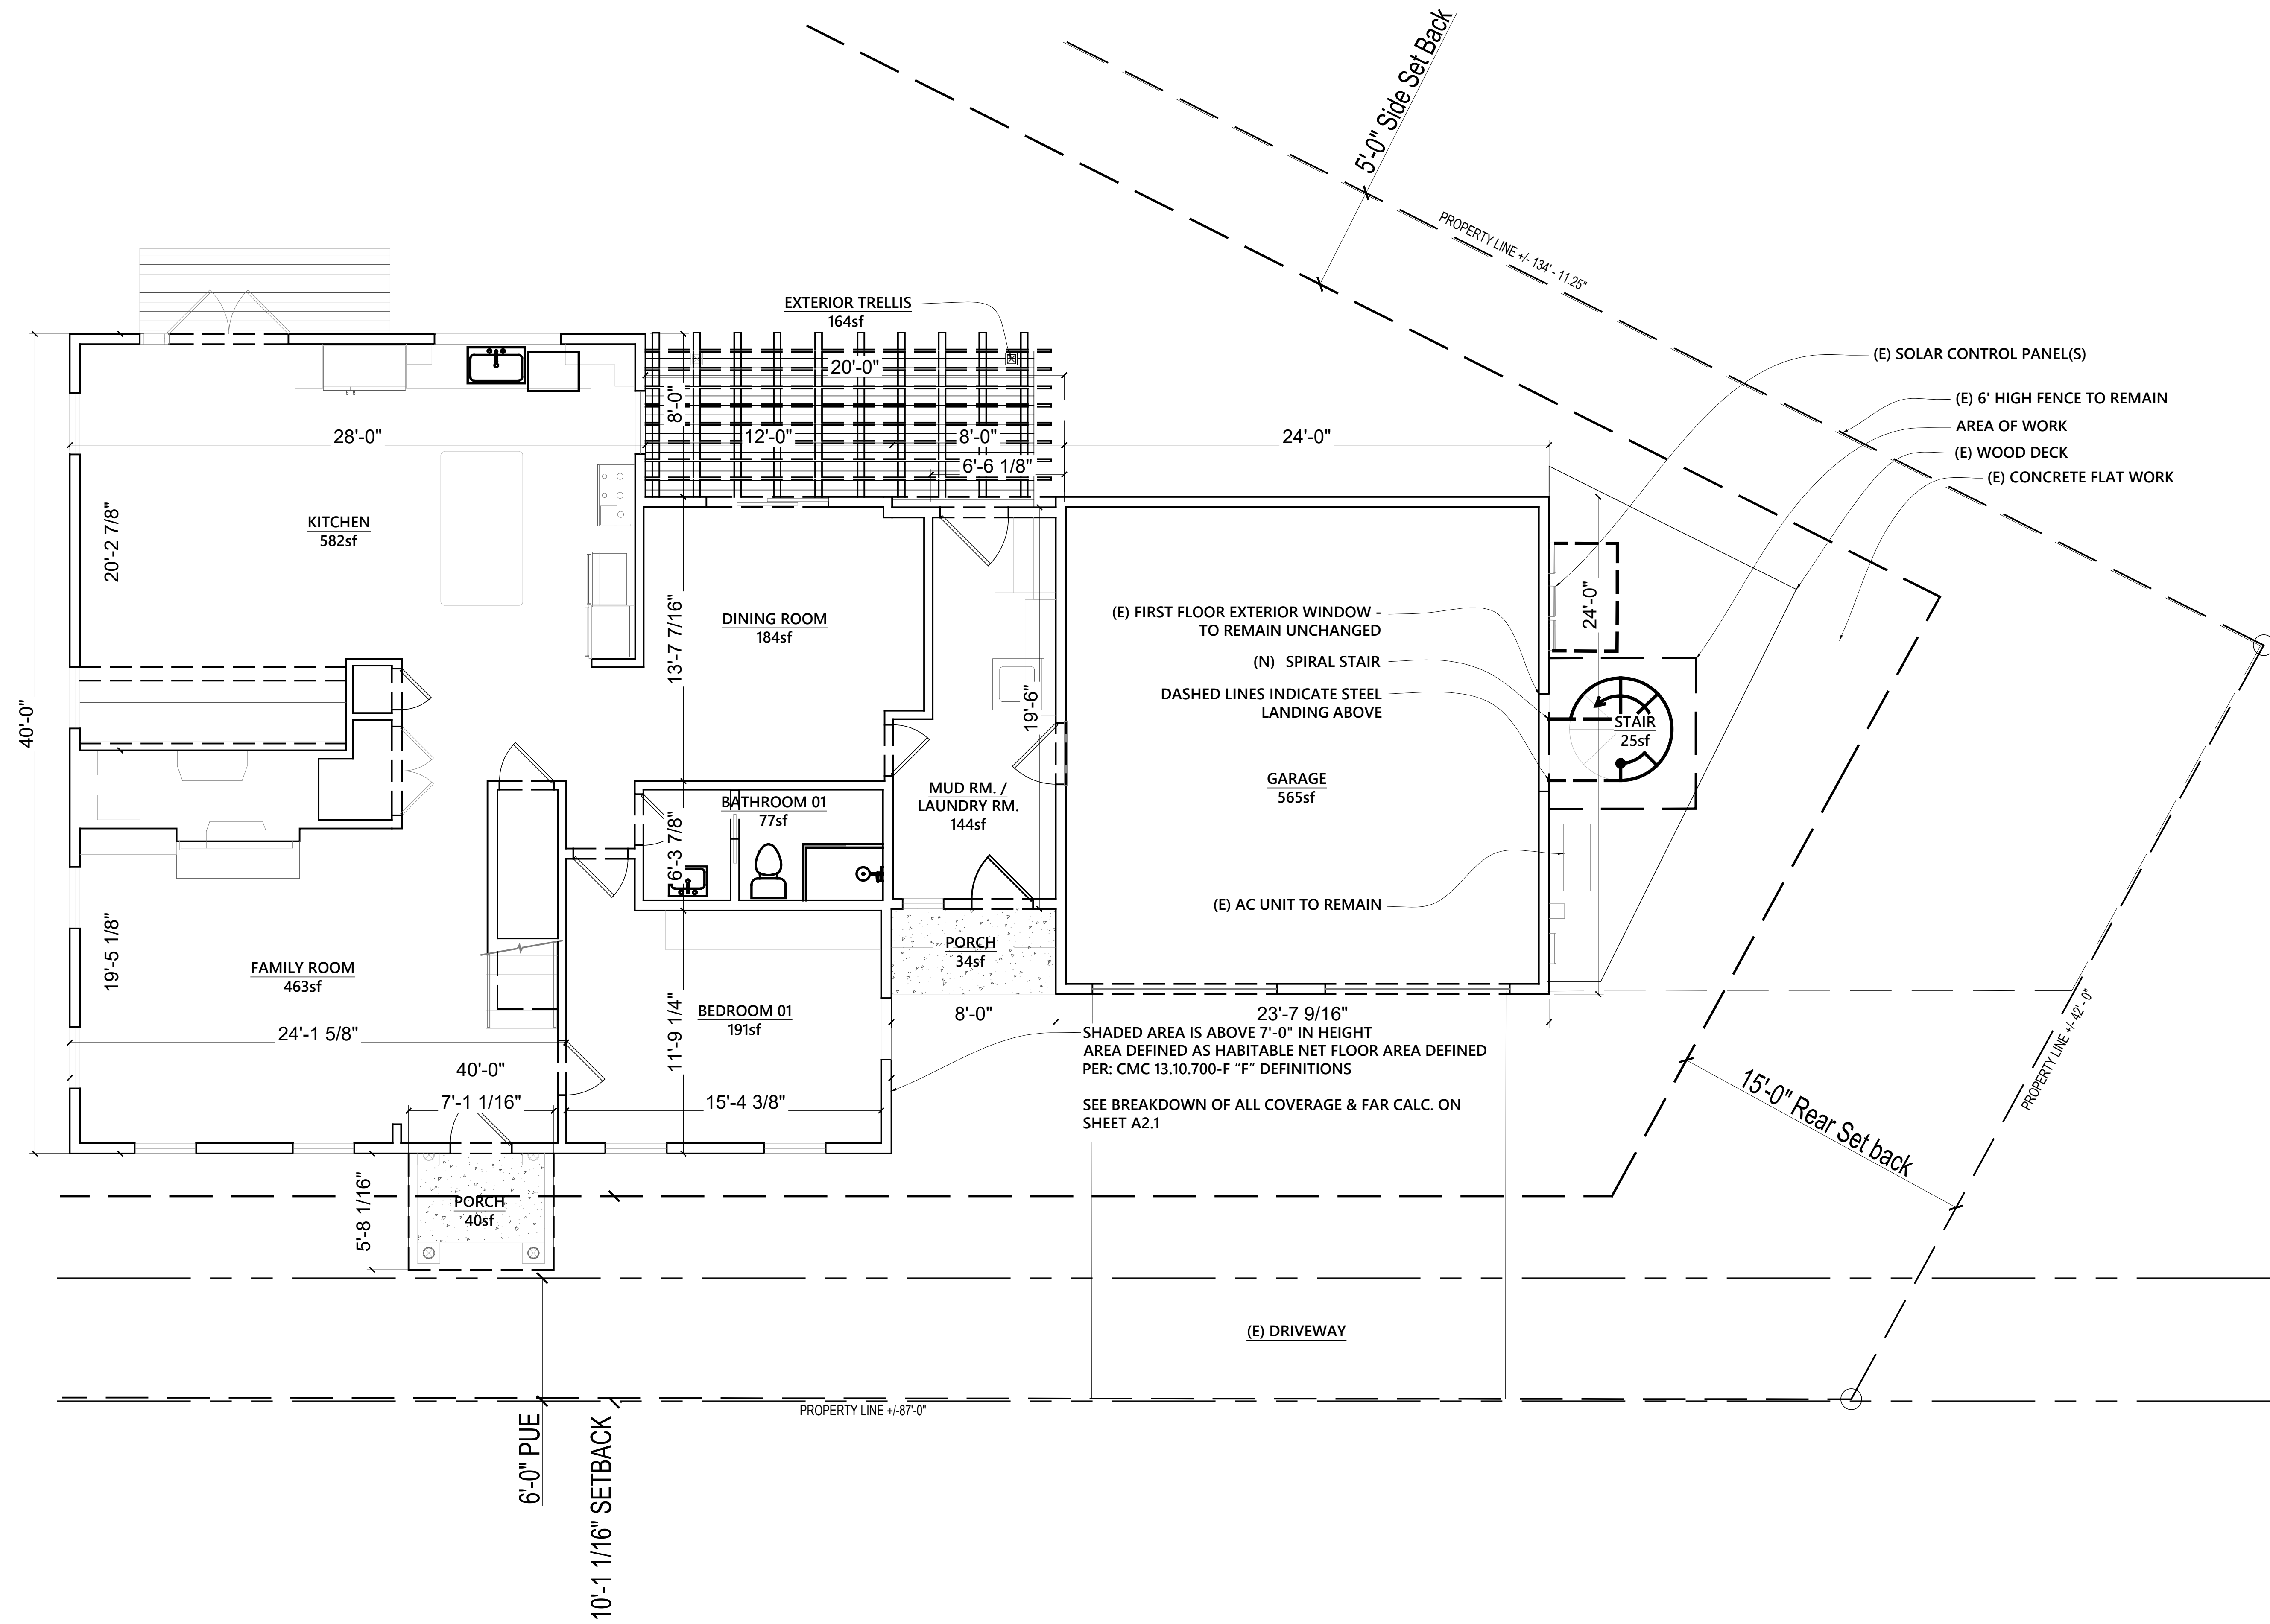 5'-0" Side Set Back
PROPERTY LINE +/- 134' - 11.25"
EXTERIOR TRELLIS
164sf
20'-0"
8'-0"
(E) SOLAR CONTROL PANEL(S)
(E) 6' HIGH FENCE TO REMAIN
AREA OF WORK
(E) WOOD DECK
(E) CONCRETE FLAT WORK
28'-0"
12'-0"
8'-0"
24'-0"
6'-6 1/8"
KITCHEN
582sf
20'-2 7/8"
40'-0"
DINING ROOM
184sf
13'-7 7/16"
19'-6"
24'-0"
(E) FIRST FLOOR EXTERIOR WINDOW -
TO REMAIN UNCHANGED
(N) SPIRAL STAIR
DASHED LINES INDICATE STEEL
LANDING ABOVE
STAIR
25sf
GARAGE
565sf
MUD RM. /
LAUNDRY RM.
144sf
BATHROOM 01
77sf
6'-3 7/8"
(E) AC UNIT TO REMAIN
PORCH
34sf
FAMILY ROOM
463sf
19'-5 1/8"
BEDROOM 01
191sf
11'-9 1/4"
8'-0"
23'-7 9/16"
24'-1 5/8"
40'-0"
7'-1 1/16"
15'-4 3/8"
SHADED AREA IS ABOVE 7'-0" IN HEIGHT
AREA DEFINED AS HABITABLE NET FLOOR AREA DEFINED
PER: CMC 13.10.700-F “F” DEFINITIONS
SEE BREAKDOWN OF ALL COVERAGE & FAR CALC. ON
SHEET A2.1
PROPERTY LINE +/- 42' - 0"
15'-0" Rear Set back
5'-8 1/16"
PORCH
40sf
(E) DRIVEWAY
PROPERTY LINE +/-87'-0"
6'-0" PUE
10'-1 1/16" SETBACK